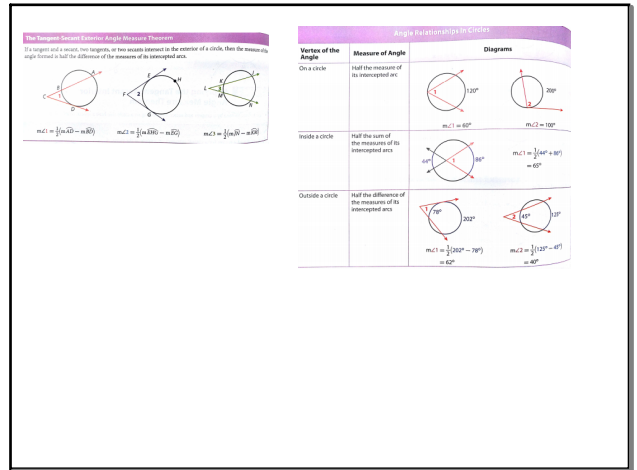 The Tangent-Secant Exterior Angle Measure Theorem
If a tangent and a secant, two tangents, or two secants intersect in the exterior of a circle, then the measure of the
angle formed is half the difference of the measures of its intercepted arcs.
A
B
C
1
D
E
H
F
2
G
J
K
L
3
M
N
m∠1 = ½(mAD − mBD)
m∠2 = ½(mEHG − mEG)
m∠3 = ½(mJN − mKM)
Angle Relationships in Circles
Vertex of the
Angle
Measure of Angle
Diagrams
On a circle
Half the measure of
its intercepted arc
1
120°
2
200°
m∠1 = 60°
m∠2 = 100°
Inside a circle
Half the sum of
the measures of its
intercepted arcs
44°
1
86°
m∠1 = ½(44° + 86°)
= 65°
Outside a circle
Half the difference of
the measures of its
intercepted arcs
1
78°
202°
2
45°
125°
m∠1 = ½(202° − 78°)
= 62°
m∠2 = ½(125° − 45°)
= 40°